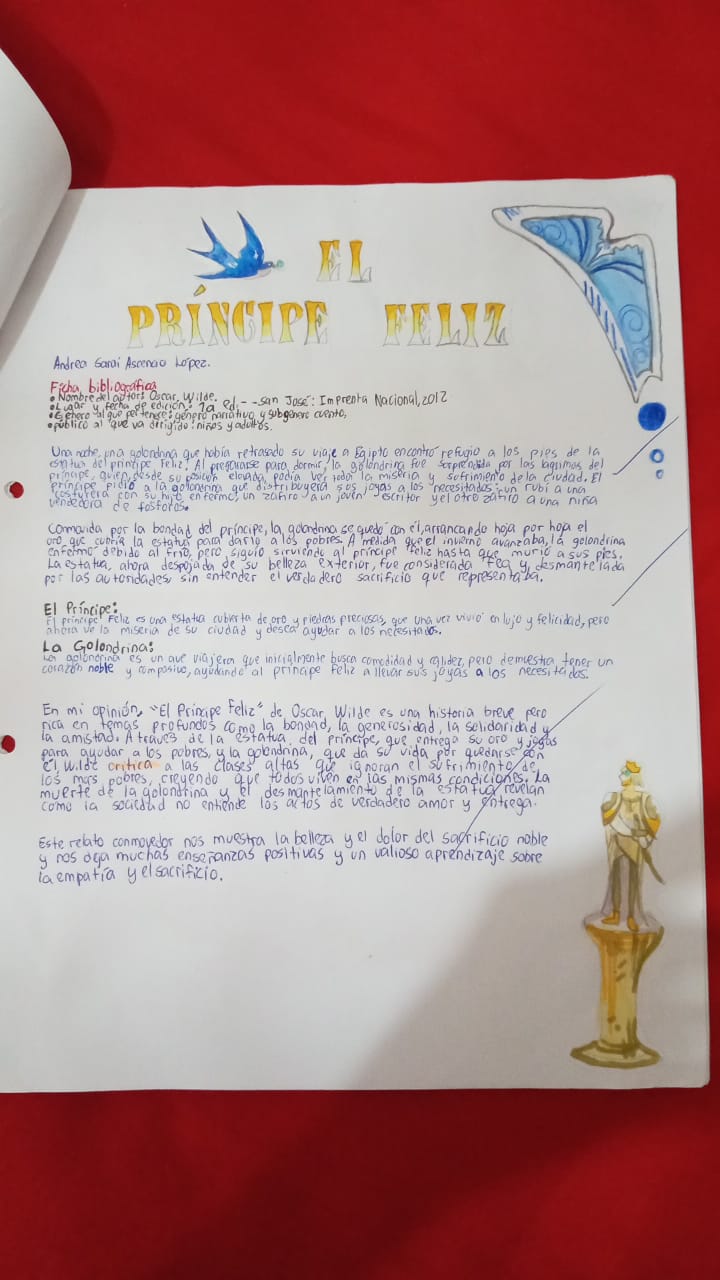 EL
PRÍNCIPE FELIZ
Andrea Sarai Ascencio López.
Ficha bibliográfica
• Nombre del autor: Oscar, Wilde.
• Lugar y fecha de edición: 1a ed. - -san José: Imprenta Nacional, 2012
• Género al que pertenece: género narrativo y subgénero cuento,
• público al que va dirigido: niños y adultos.
Una noche, una golondrina que había retrasado su viaje a Egipto encontró refugio a los pies de la
estatua del príncipe Feliz. Al prepararse para dormir, la golondrina fue sorprendida por las lagrimas del
príncipe, quien, desde su posición elevada, podía ver toda la miseria y sufrimiento de la ciudad. El
príncipe pidió a la golondrina que distribuyera sus joyas a los necesitados: un rubí a una
costurera con su hijo enfermo, un zafiro a un joven escritor y el otro zafiro a una niña
vendedora de fosforos.
Conmovida por la bondad del príncipe, la golondrina se quedó con él, arrancando hoja por hoja el
oro que cubría la estatua para darlo a los pobres. A medida que el invierno avanzaba, la golondrina
enfermó debido al frío, pero siguió sirviendo al príncipe feliz hasta que murió a sus pies.
La estatua, ahora despojada de su belleza exterior, fue considerada fea y desmantelada
por las autoridades sin entender el verdadero sacrificio que representaba.
El Príncipe:
El príncipe Feliz es una estatua cubierta de oro y piedras preciosas, que una vez vivió en lujo y felicidad, pero
ahora ve la miseria de su ciudad y desea ayudar a los necesitados.
La Golondrina:
La golondrina es un ave viajera que inicialmente busca comodidad y calidez, pero demuestra tener un
corazón noble y compasivo, ayudando al príncipe Feliz a llevar sus joyas a los necesitados.
En mi opinión, "El Príncipe Feliz" de Oscar, Wilde es una historia breve pero
rica en temas profundos como la bondad, la generosidad, la solidaridad y
la amistad. A través de la estatua del príncipe, que entrega su oro y joyas
para ayudar a los pobres, y la golondrina, que da su vida por quedarse con
él, Wilde critica a las clases altas que ignoran el sufrimiento de
los mas pobres, creyendo que todos viven en las mismas condiciones. La
muerte de la golondrina y el desmantelamiento de la estatua revelan
como la sociedad no entiende los actos de verdadero amor y entrega.
Este relato conmovedor nos muestra la belleza y el dolor del sacrificio noble
y nos deja muchas enseñanzas positivas y un valioso aprendizaje sobre
la empatía y el sacrificio.